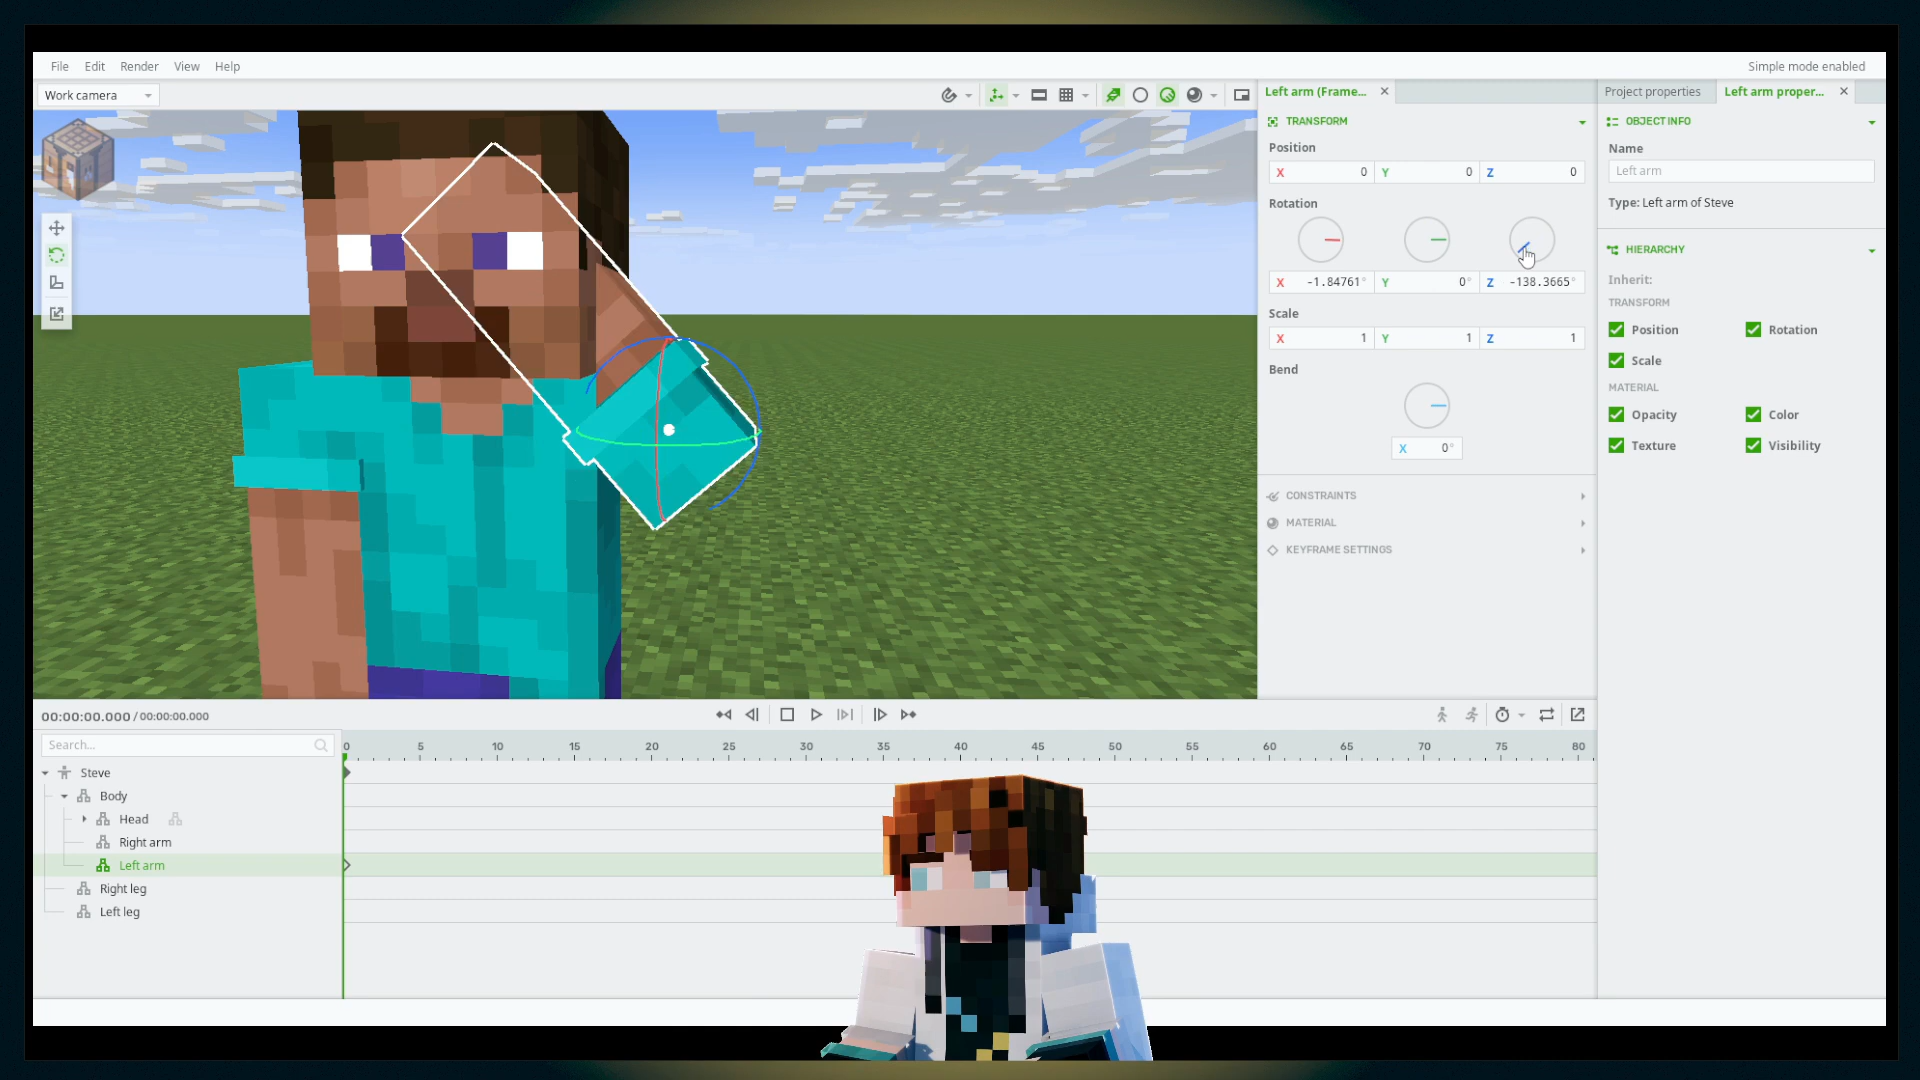 File Edit Render View Help
Simple mode enabled
Work camera
Left arm (Frame...
Project properties
Left arm proper...
TRANSFORM
Position
X 0 Y 0 Z 0
Rotation
X -1.84761° Y 0° Z -138.3665°
Scale
X 1 Y 1 Z 1
Bend
X 0°
CONSTRAINTS
MATERIAL
KEYFRAME SETTINGS
OBJECT INFO
Name
Left arm
Type: Left arm of Steve
HIERARCHY
Inherit:
TRANSFORM
Position Rotation
Scale
MATERIAL
Opacity Color
Texture Visibility
00:00:00.000 / 00:00:00.000
Search...
0 5 10 15 20 25 30 35 40 45 50 55 60 65 70 75 80
Steve
Body
Head
Right arm
Left arm
Right leg
Left leg